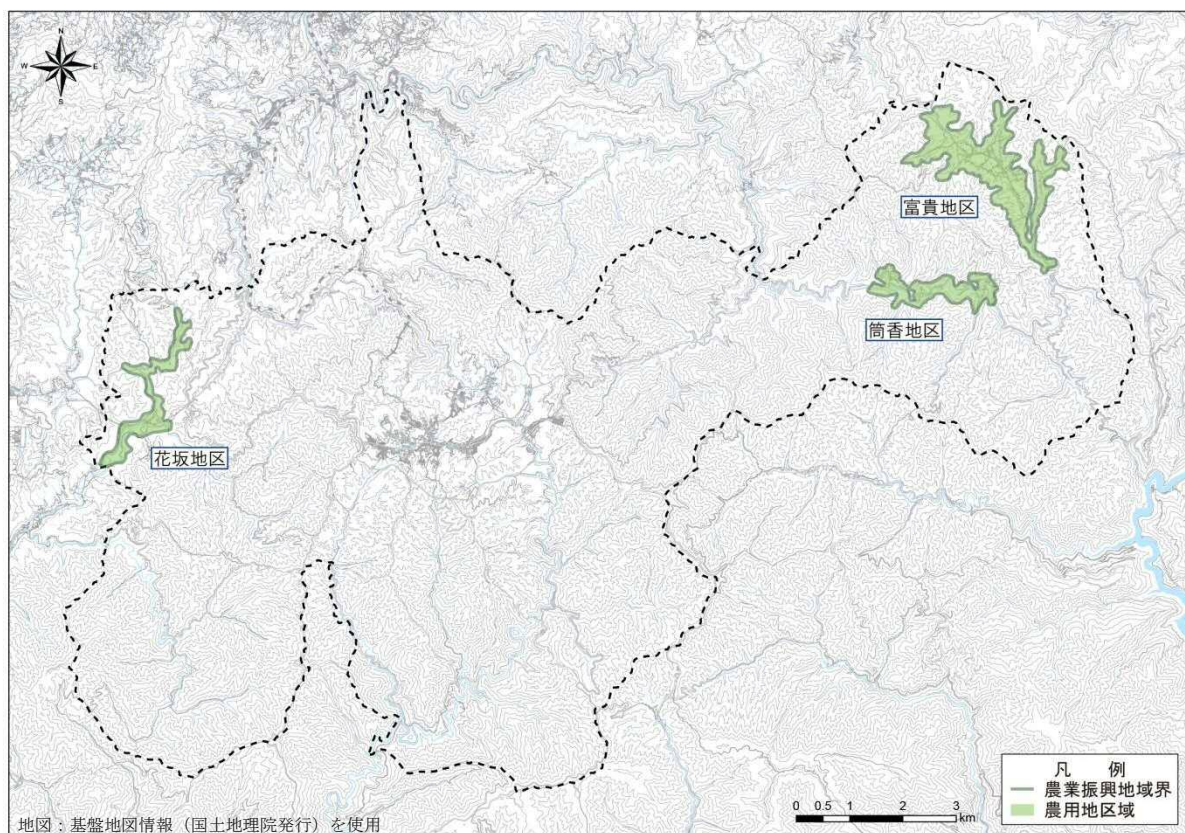 N
W E
S
富貴地区
筒香地区
花坂地区
凡 例
農業振興地域界
農用地区域
0 0.5 1 2 3
km
地図：基盤地図情報（国土地理院発行）を使用